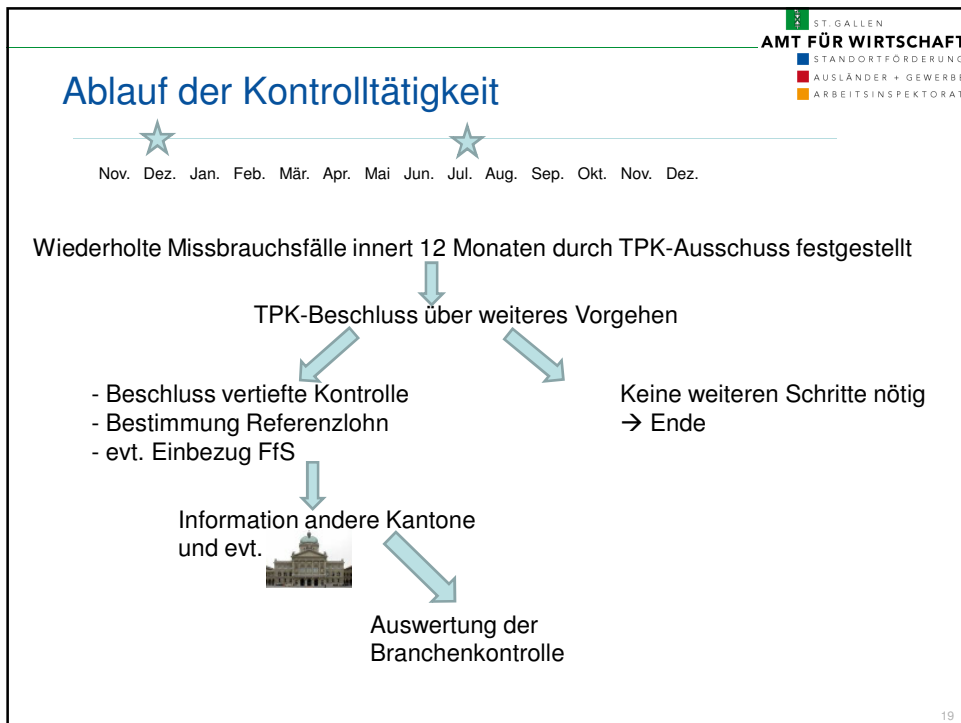 ST.GALLEN
AMT FÜR WIRTSCHAFT
STANDORTFÖRDERUNG
AUSLÄNDER + GEWERBE
ARBEITSINSPEKTORAT
Ablauf der Kontrolltätigkeit
Nov. Dez. Jan. Feb. Mär. Apr. Mai Jun. Jul. Aug. Sep. Okt. Nov. Dez.
Wiederholte Missbrauchsfälle innert 12 Monaten durch TPK-Ausschuss festgestellt
TPK-Beschluss über weiteres Vorgehen
- Beschluss vertiefte Kontrolle
- Bestimmung Referenzlohn
- evt. Einbezug FfS
Keine weiteren Schritte nötig
→ Ende
Information andere Kantone
und evt.
Auswertung der
Branchenkontrolle
19